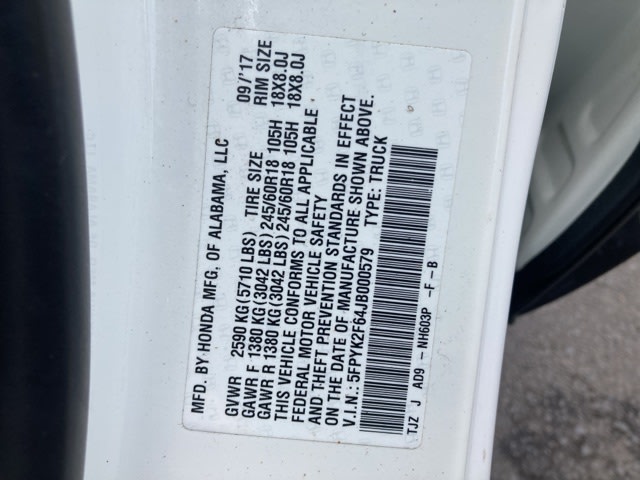 MFD. BY HONDA MFG, OF ALABAMA, LLC 09/'17
GVWR 2590 KG(5710 LBS) TIRE SIZE RIM SIZE
GAWR F 1380 KG(3042 LBS)245/60R18 105H 18X8.0J
GAWR R 1380 KG(3042 LBS)245/60R18 105H 18X8.0J
THIS VEHICLE CONFORMS TO ALL APPLICABLE
FEDERAL MOTOR VEHICLE SAFETY
AND THEFT PREVENTION STANDARDS IN EFFECT
ON THE DATE OF MANUFACTURE SHOWN ABOVE.
V.I.N.: 5FPYK2F64JB000579 TYPE: TRUCK
TJZ J AD9 - NH603P -F-B